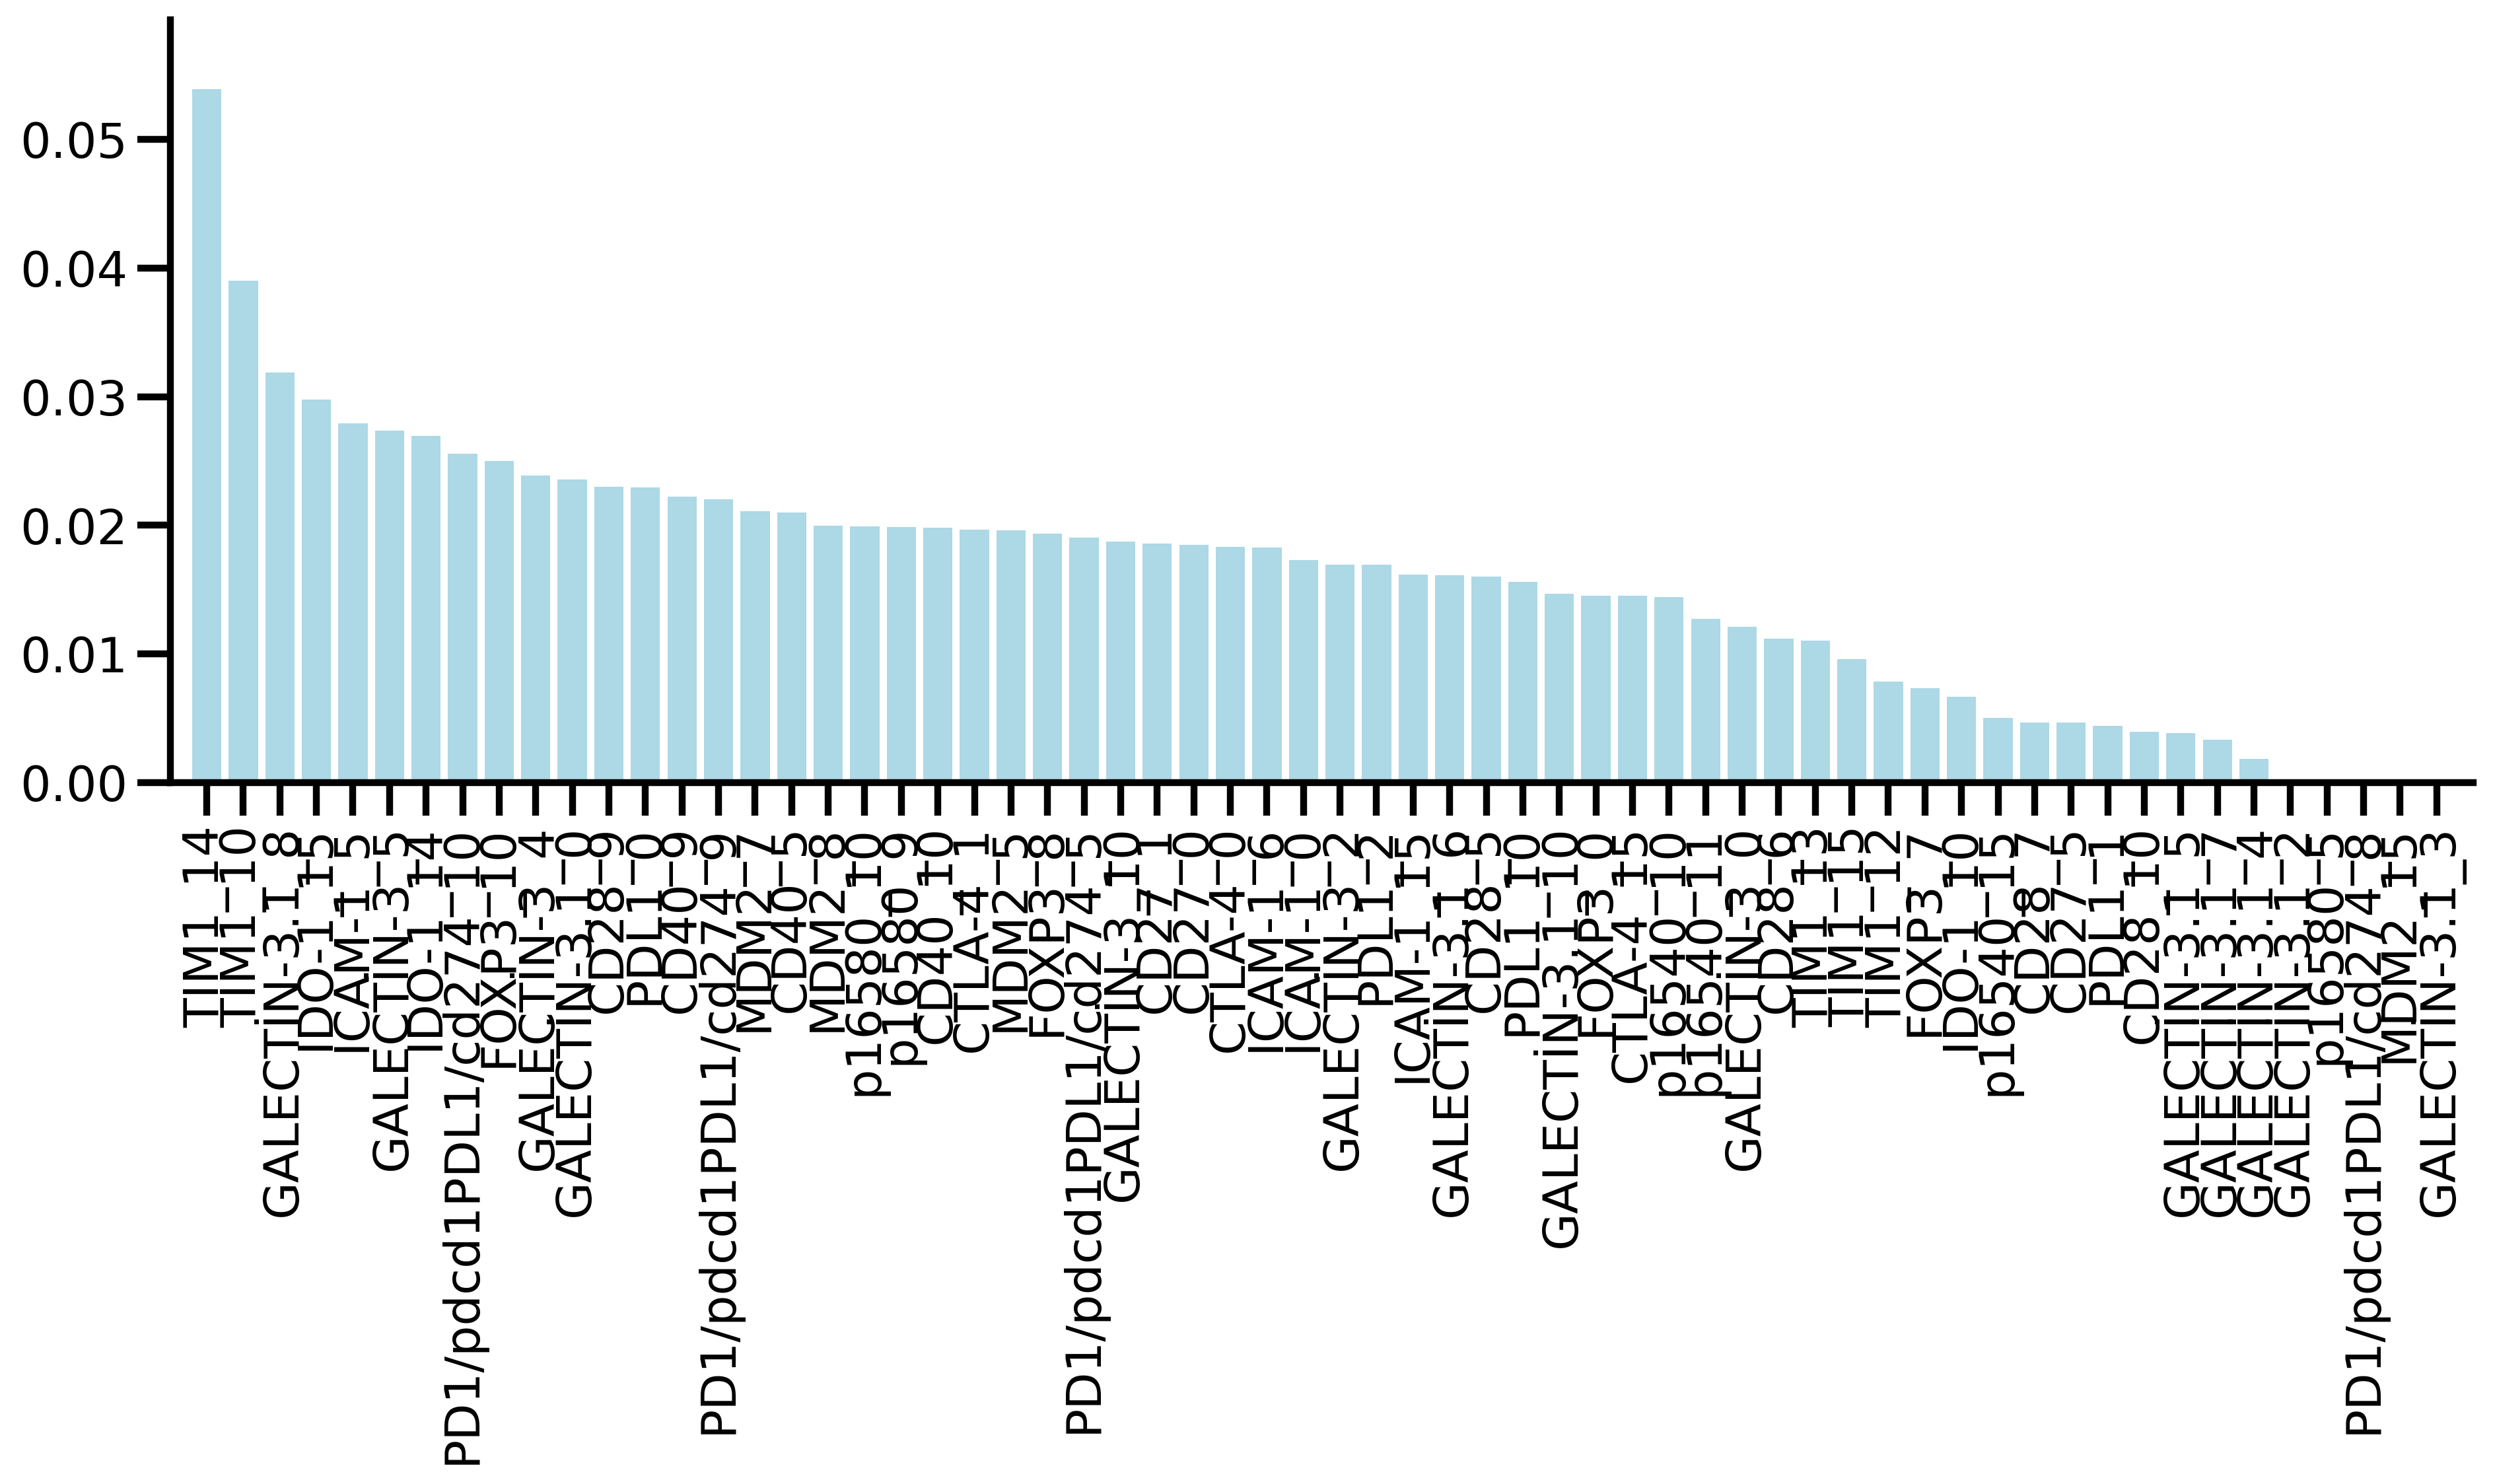 0.05
0.04
0.03
0.02
0.01
0.00
TIM1_14
TIM1_10
GALECTIN-3.1_8
IDO-1_15
ICAM-1_5
GALECTIN-3_5
IDO-1_14
PD1/pdcd1PDL1/cd274_10
FOXP3_10
GALECTIN-3_4
GALECTIN-3.1_0
CD28_9
PDL1_0
CD40_9
PD1/pdcd1PDL1/cd274_9
MDM2_7
CD40_5
MDM2_8
p16580_10
p16580_9
CD40_10
CTLA-4_1
MDM2_5
FOXP3_8
PD1/pdcd1PDL1/cd274_5
GALECTIN-3_10
CD27_1
CD27_0
CTLA-4_0
ICAM-1_6
ICAM-1_0
GALECTIN-3_2
PDL1_2
ICAM-1_15
GALECTIN-3.1_6
CD28_5
PDL1_10
GALECTIN-3.1_10
FOXP3_0
CTLA-4_15
p16540_10
p16540_11
GALECTIN-3_0
CD28_6
TIM1_13
TIM1_15
TIM1_12
FOXP3_7
IDO-1_10
p16540_15
CD28_7
CD27_5
PDL1_1
CD28_10
GALECTIN-3.1_5
GALECTIN-3.1_7
GALECTIN-3.1_4
GALECTIN-3.1_2
p16580_5
PD1/pdcd1PDL1/cd274_8
MDM2_15
GALECTIN-3.1_3